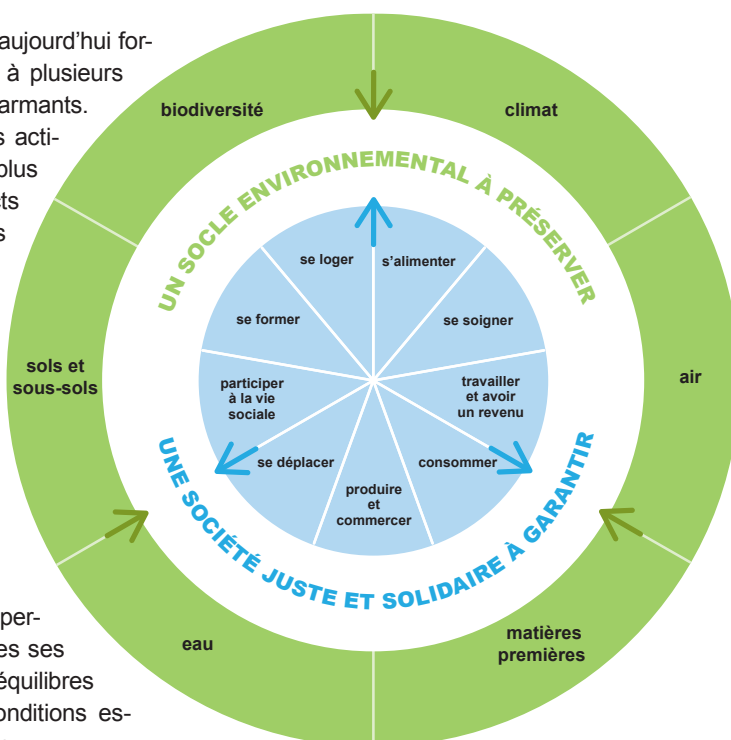 aujourd'hui for-
à plusieurs
armants.
s acti-
plus
cts
s
biodiversité
climat
UN SOCLE ENVIRONNEMENTAL À PRÉSERVER
se loger
s'alimenter
se former
se soigner
sols et
sous-sols
participer
à la vie
sociale
travailler
et avoir
un revenu
air
se déplacer
consommer
produire
et
commercer
UNE SOCIÉTÉ JUSTE ET SOLIDAIRE À GARANTIR
per-
es ses
équilibres
onditions es-
eau
matières
premières